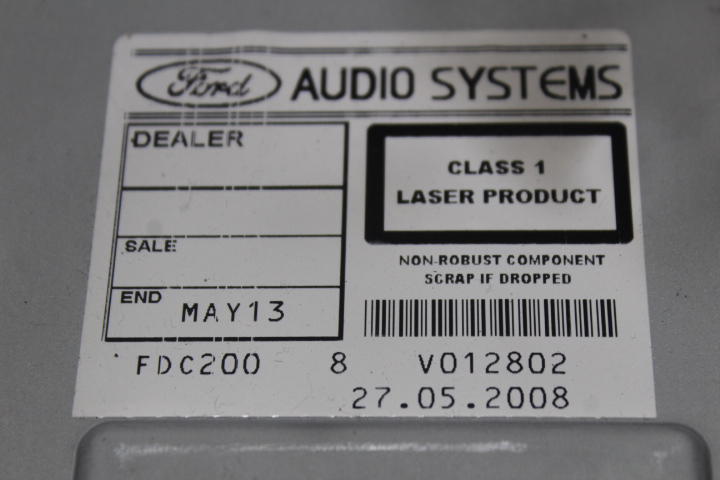 Ford AUDIO SYSTEMS
DEALER
SALE
END MAY13
CLASS 1
LASER PRODUCT
NON-ROBUST COMPONENT
SCRAP IF DROPPED
FDC200 8 V012802
27.05.2008